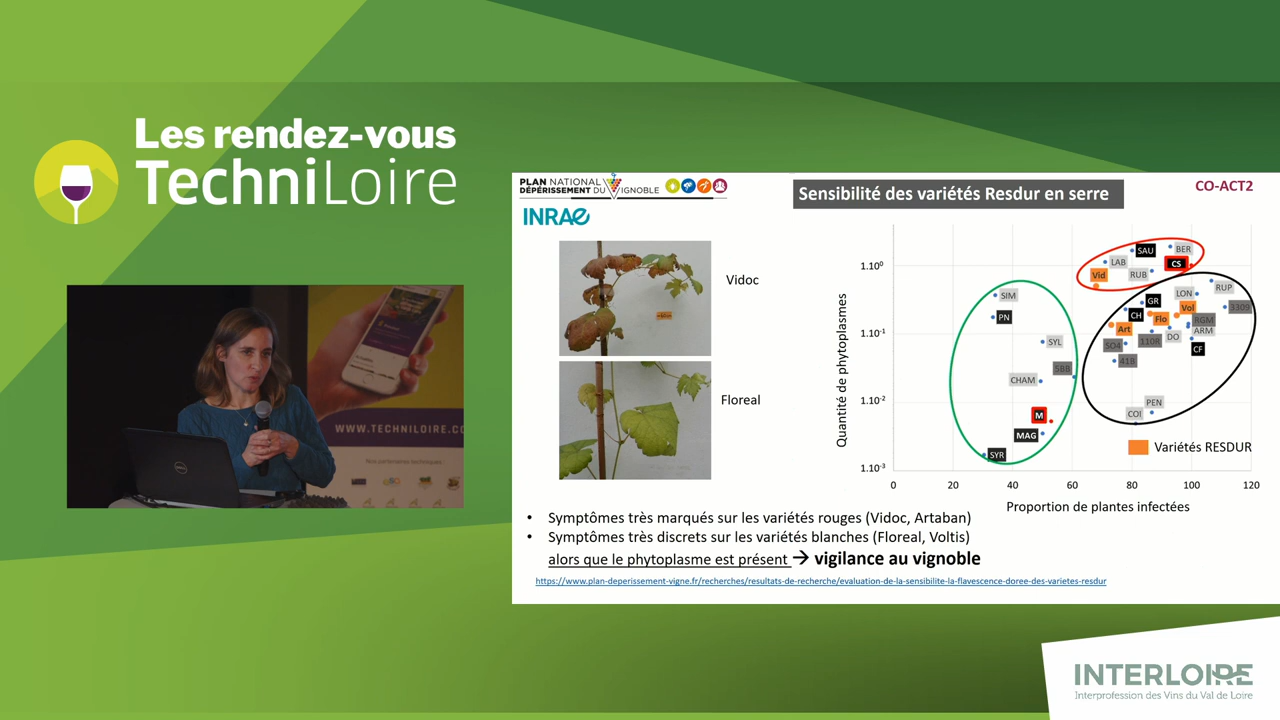 Les rendez-vous
TechniLoire
WWW.TECHNILOIRE.CO
Nos partenaires techniques :
DELL
PLAN NATIONAL
DÉPÉRISSEMENT DU VIGNOBLE
INRAE
Sensibilité des variétés Resdur en serre
CO-ACT2
Vidoc
Floreal
Quantité de phytoplasmes
1.10⁰
1.10⁻¹
1.10⁻²
1.10⁻³
SAU
BER
LAB
CS
Vid
RUB
RUP
LON
GR
SIM
Vol
3309
PN
CH
Flo
RGM
Art
ARM
DO
SYL
SO4
110R
CF
41B
SBB
CHAM
PEN
M
COT
MAG
SYR
Variétés RESDUR
0 20 40 60 80 100 120
Proportion de plantes infectées
• Symptômes très marqués sur les variétés rouges (Vidoc, Artaban)
• Symptômes très discrets sur les variétés blanches (Floreal, Voltis)
alors que le phytoplasme est présent → vigilance au vignoble
https://www.plan-deperissement-vigne.fr/recherches/resultats-de-recherche/evaluation-de-la-sensibilite-la-flavescence-doree-des-varietes-resdur
INTERLOIRE
Interprofession des Vins du Val de Loire